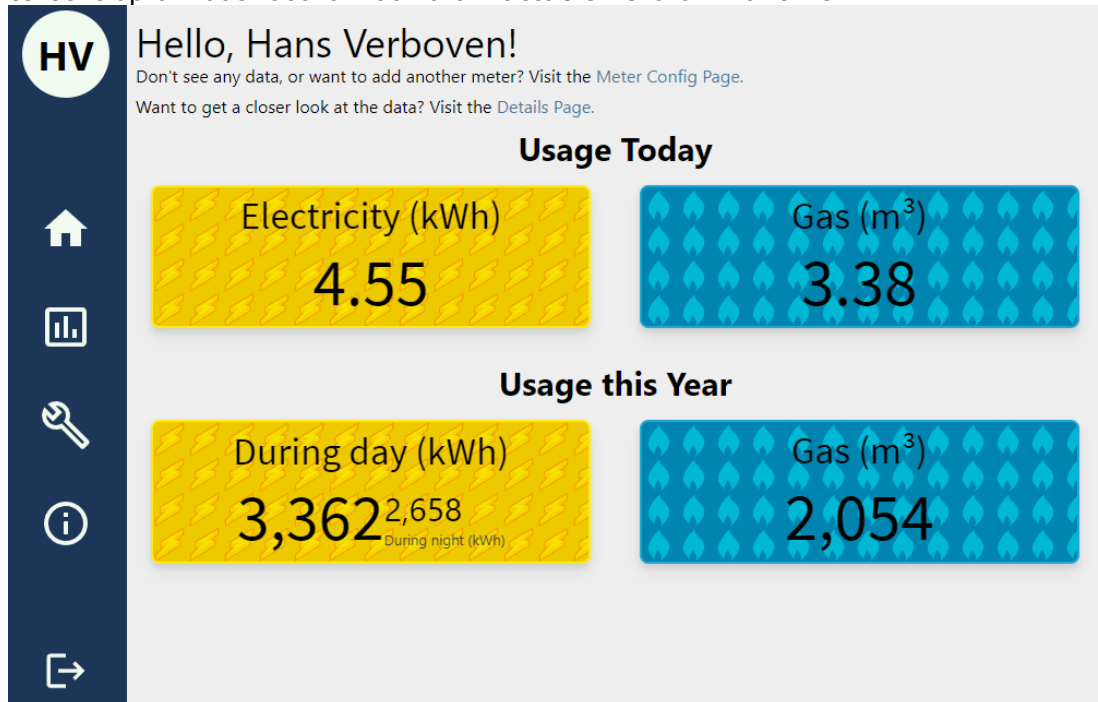 HV
Hello, Hans Verboven!
Don't see any data, or want to add another meter? Visit the Meter Config Page.
Want to get a closer look at the data? Visit the Details Page.
Usage Today
Electricity (kWh)
4.55
Gas (m³)
3.38
Usage this Year
During day (kWh)
3,362
2,658
During night (kWh)
Gas (m³)
2,054